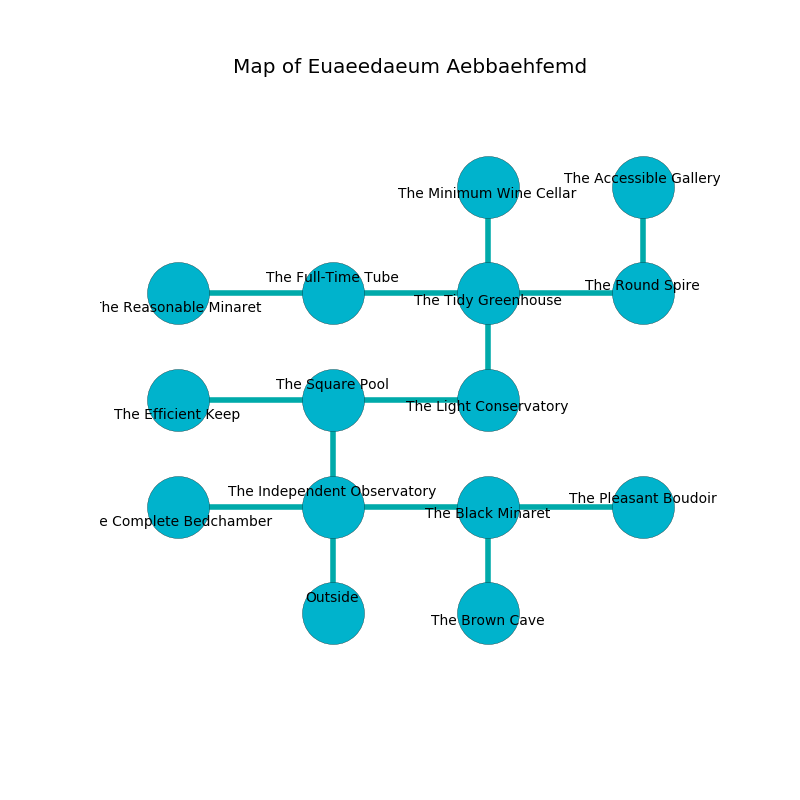 Map of Euaeedaeum Aebbaehfemd
The Accessible Gallery
The Minimum Wine Cellar
The Full-Time Tube
The Round Spire
The Tidy Greenhouse
he Reasonable Minaret
The Square Pool
The Light Conservatory
The Efficient Keep
The Independent Observatory
The Pleasant Boudoir
The Black Minaret
e Complete Bedchamber
Outside
The Brown Cave